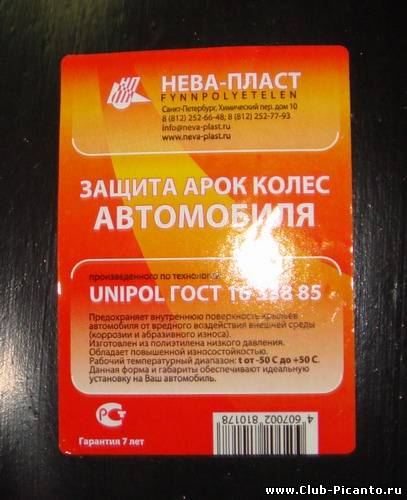 НЕВА-ПЛАСТ
FYNNPOLYETELEN
Санкт-Петербург, Химический пер. дом 10
8 (812) 252-66-48; 8 (812) 252-77-93
info@neva-plast.ru
www.neva-plast.ru
ЗАЩИТА АРОК КОЛЕС
АВТОМОБИЛЯ
произведенного по технологии:
UNIPOL ГОСТ 16 338 85
Предохраняет внутреннюю поверхность крыльев
автомобиля от вредного воздействия внешней среды
(коррозии и абразивного износа).
Изготовлен из полиэтилена низкого давления.
Обладает повышенной износостойкостью.
Рабочий температурный диапазон: t от -50 С до +50 С.
Данная форма и габариты обеспечивают идеальную
установку на Ваш автомобиль.
Гарантия 7 лет
4 607002 810178
www.Club-Picanto.ru